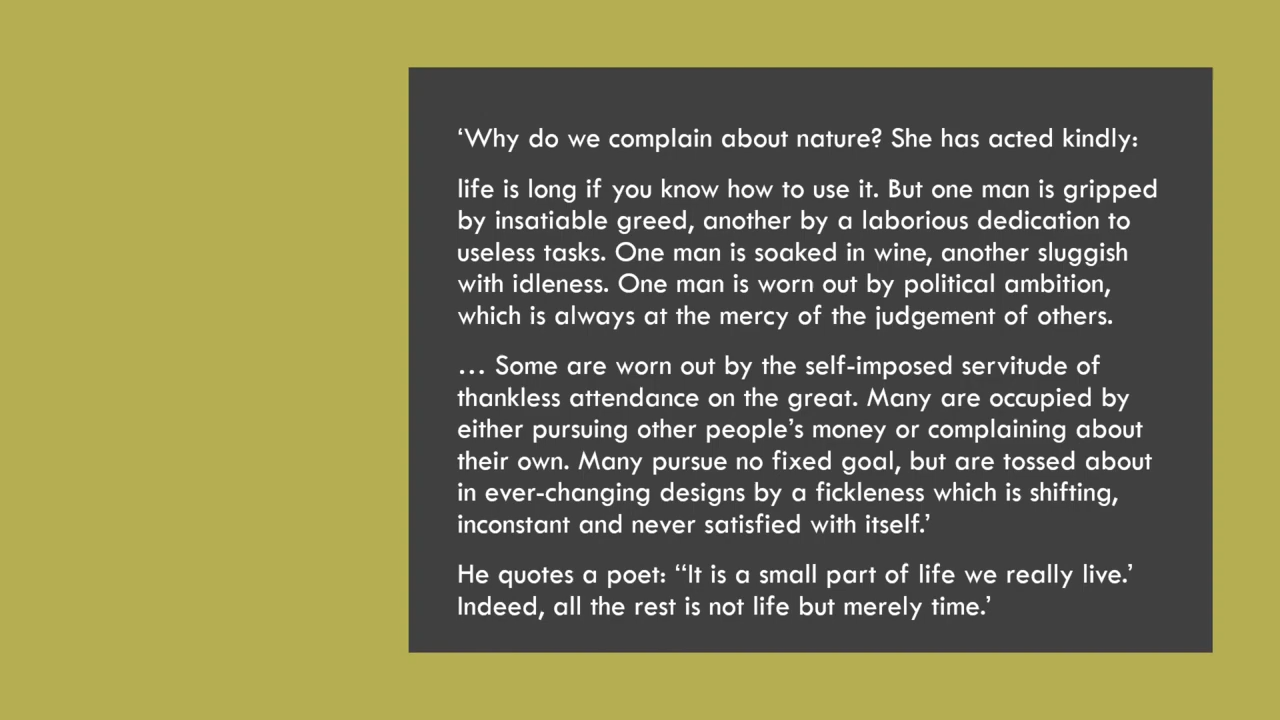 ‘Why do we complain about nature? She has acted kindly:
life is long if you know how to use it. But one man is gripped
by insatiable greed, another by a laborious dedication to
useless tasks. One man is soaked in wine, another sluggish
with idleness. One man is worn out by political ambition,
which is always at the mercy of the judgement of others.
… Some are worn out by the self-imposed servitude of
thankless attendance on the great. Many are occupied by
either pursuing other people’s money or complaining about
their own. Many pursue no fixed goal, but are tossed about
in ever-changing designs by a fickleness which is shifting,
inconstant and never satisfied with itself.’
He quotes a poet: “It is a small part of life we really live.’
Indeed, all the rest is not life but merely time.’